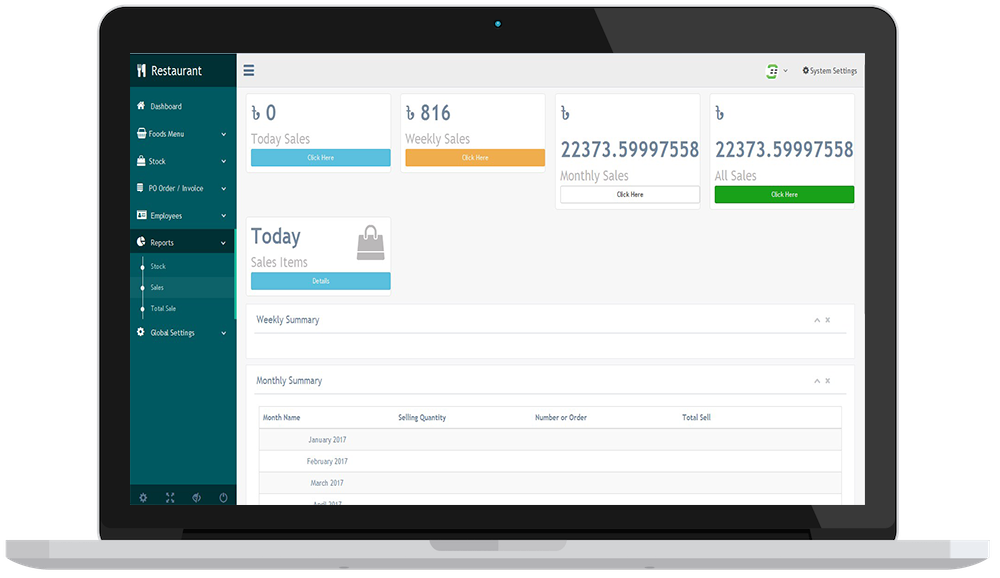 Restaurant
System Settings
Dashboard
Foods Menu
Stock
PO Order / Invoice
Employees
Reports
Stock
Sales
Total Sale
Global Settings
৳ 0
Today Sales
Click Here
৳ 816
Weekly Sales
Click Here
৳
22373.59997558
Monthly Sales
Click Here
৳
22373.59997558
All Sales
Click Here
Today
Sales Items
Details
Weekly Summary
Monthly Summary
Month Name Selling Quantity Number or Order Total Sell
January 2017
February 2017
March 2017
April 2017